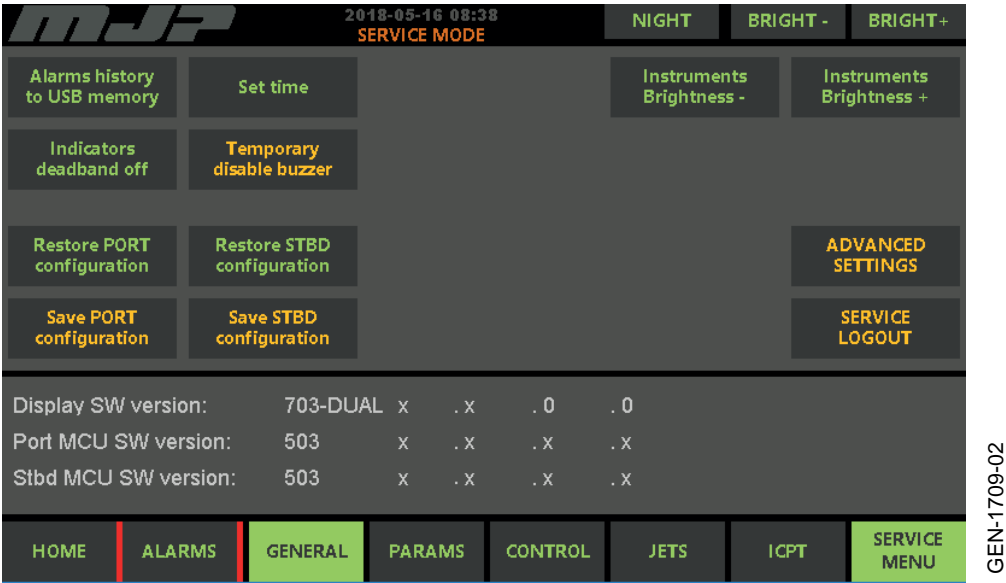 MJP
2018-05-16 08:38
SERVICE MODE
NIGHT
BRIGHT -
BRIGHT+
Alarms history
to USB memory
Set time
Instruments
Brightness -
Instruments
Brightness +
Indicators
deadband off
Temporary
disable buzzer
Restore PORT
configuration
Restore STBD
configuration
ADVANCED
SETTINGS
Save PORT
configuration
Save STBD
configuration
SERVICE
LOGOUT
Display SW version: 703-DUAL x . x . 0 . 0
Port MCU SW version: 503 x . x . x . x
Stbd MCU SW version: 503 x . x . x . x
HOME
ALARMS
GENERAL
PARAMS
CONTROL
JETS
ICPT
SERVICE
MENU
GEN-1709-02